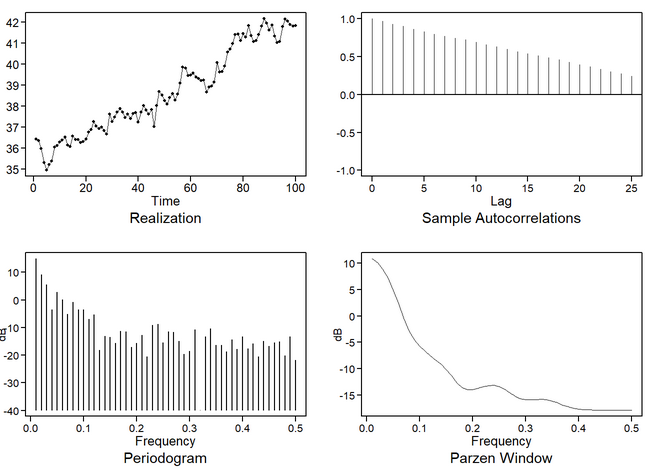 42
41
40
39
38
37
36
35
0 20 40 60 80 100
Time
Realization
1.0
0.5
0.0
-0.5
-1.0
0 5 10 15 20 25
Lag
Sample Autocorrelations
dB
10
0
-10
-20
-30
-40
0.0 0.1 0.2 0.3 0.4 0.5
Frequency
Periodogram
dB
10
5
0
-5
-10
-15
0.0 0.1 0.2 0.3 0.4 0.5
Frequency
Parzen Window